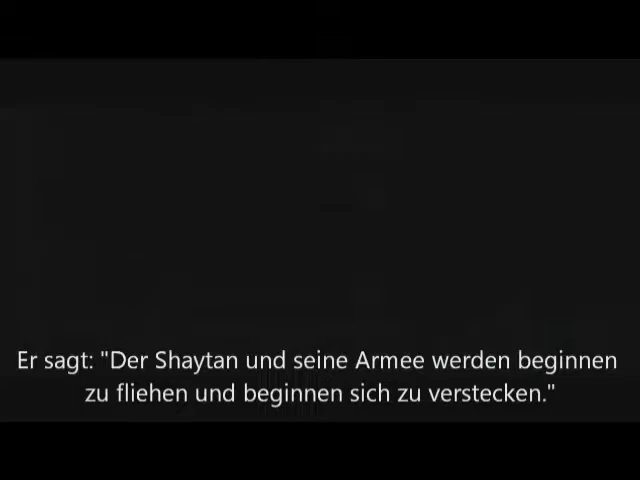 Er sagt: "Der Shaytan und seine Armee werden beginnen
zu fliehen und beginnen sich zu verstecken."